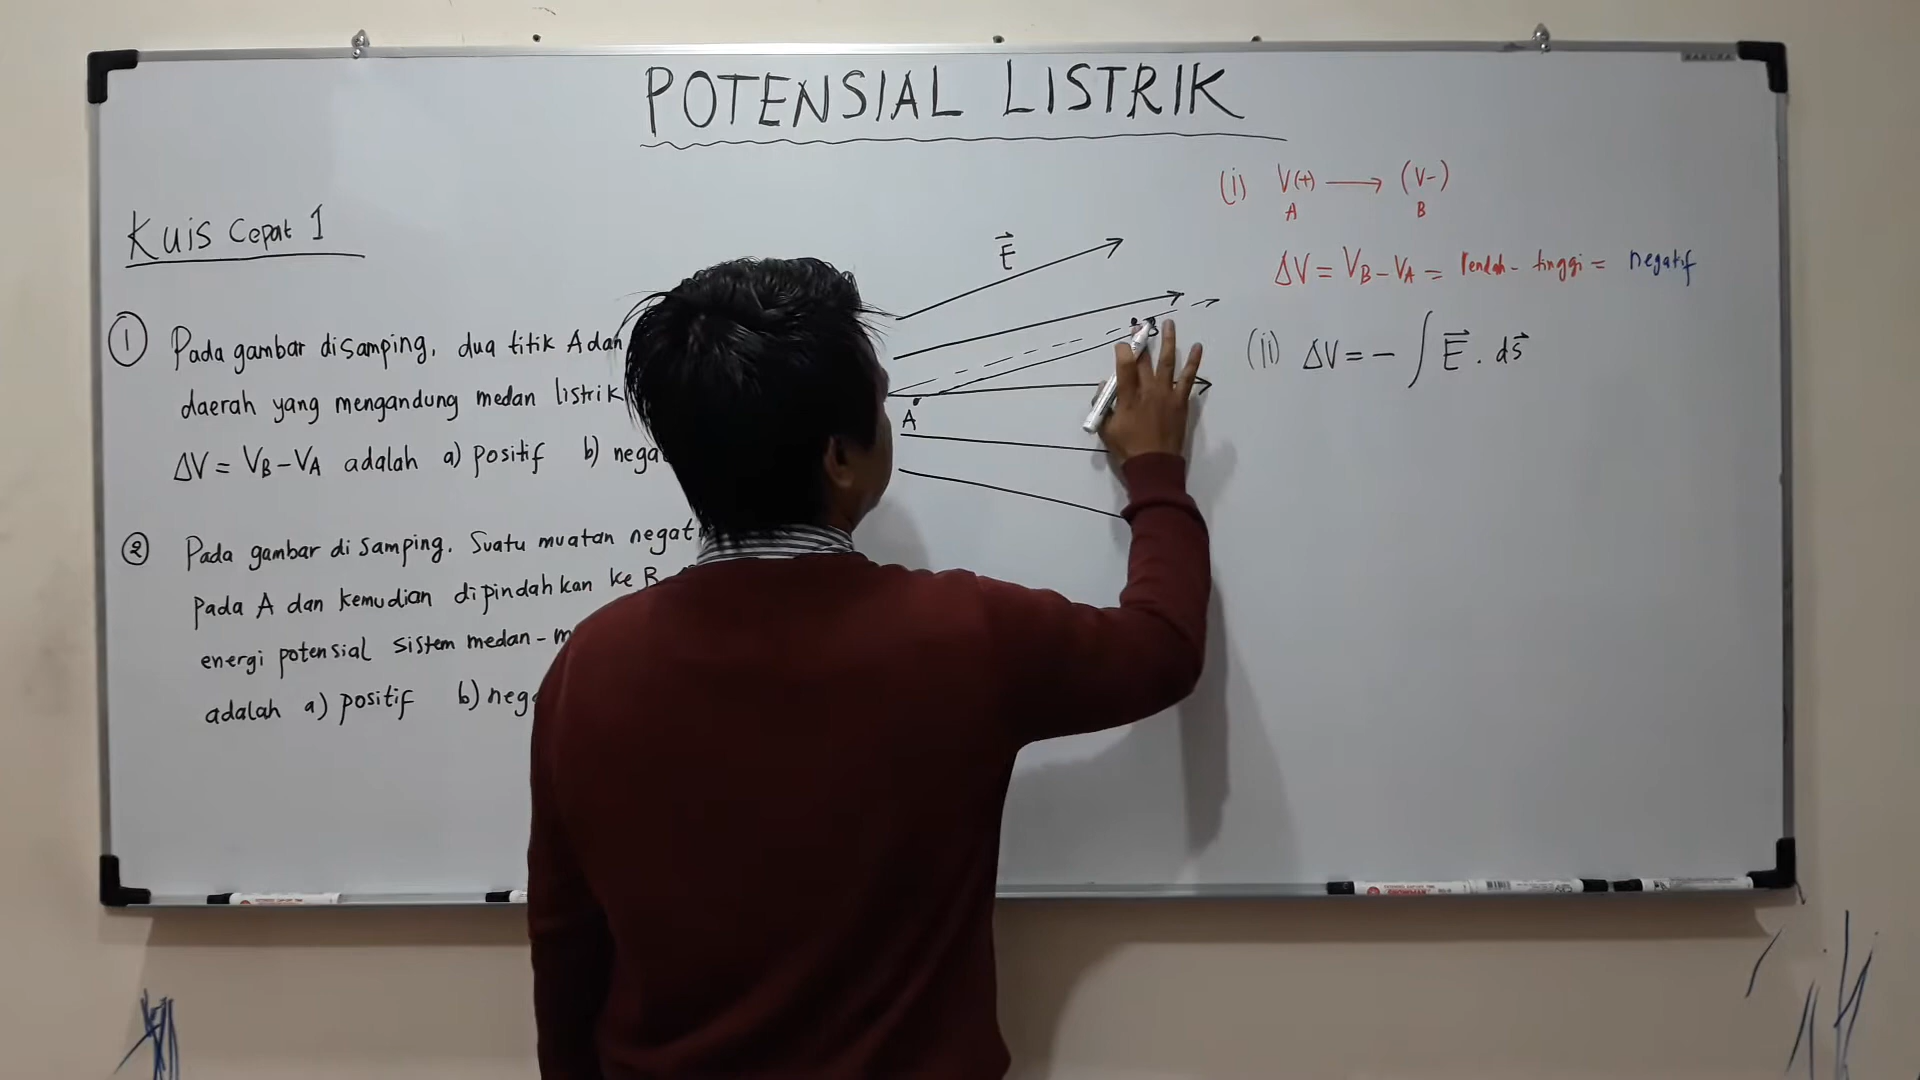 POTENSIAL LISTRIK
Kuis Cepat 1
① Pada gambar disamping, dua titik A dan
daerah yang mengandung medan listrik
ΔV = VB - VA adalah a) positif b) nega
② Pada gambar di samping. Suatu muatan negat
pada A dan kemudian dipindahkan ke B
energi potensial sistem medan - m
adalah a) positif b) neg
E⃗
B
A
(i) V(+) ⟶ (V-)
A B
ΔV = VB - VA = rendah - tinggi = negatif
(ii) ΔV = - ∫ E⃗ . ds⃗
SAKURA
SNOWMAN